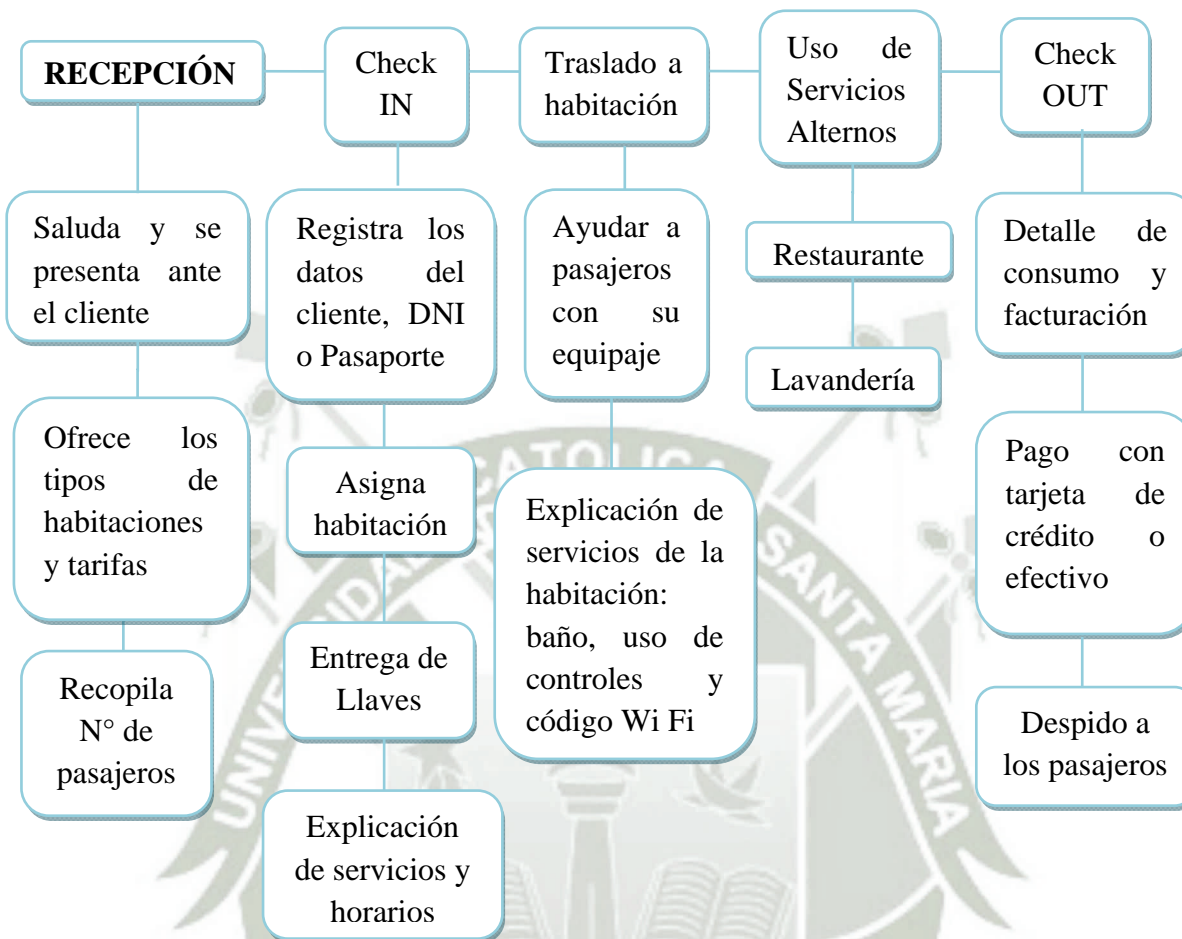 RECEPCIÓN
Check
IN
Traslado a
habitación
Uso de
Servicios
Alternos
Check
OUT
Saluda y se
presenta ante
el cliente
Ofrece los
tipos de
habitaciones
y tarifas
Recopila
N° de
pasajeros
Registra los
datos del
cliente, DNI
o Pasaporte
Asigna
habitación
Entrega de
Llaves
Explicación
de servicios y
horarios
Ayudar a
pasajeros
con su
equipaje
Explicación de
servicios de la
habitación:
baño, uso de
controles y
código Wi Fi
Restaurante
Lavandería
Detalle de
consumo y
facturación
Pago con
tarjeta de
crédito o
efectivo
Despido a
los pasajeros
SANTA MARIA